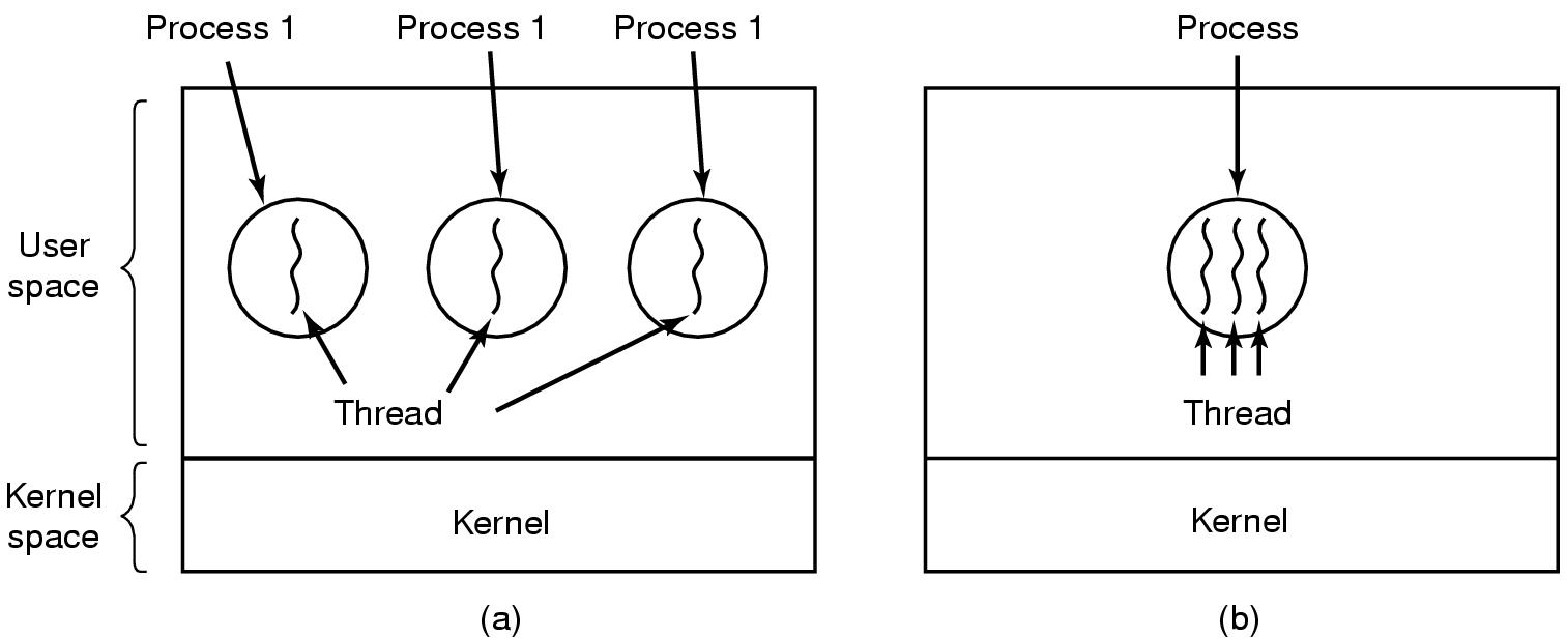 Process 1
Process 1
Process 1
Process
User
space
Thread
Thread
Kernel
space
Kernel
Kernel
(a)
(b)